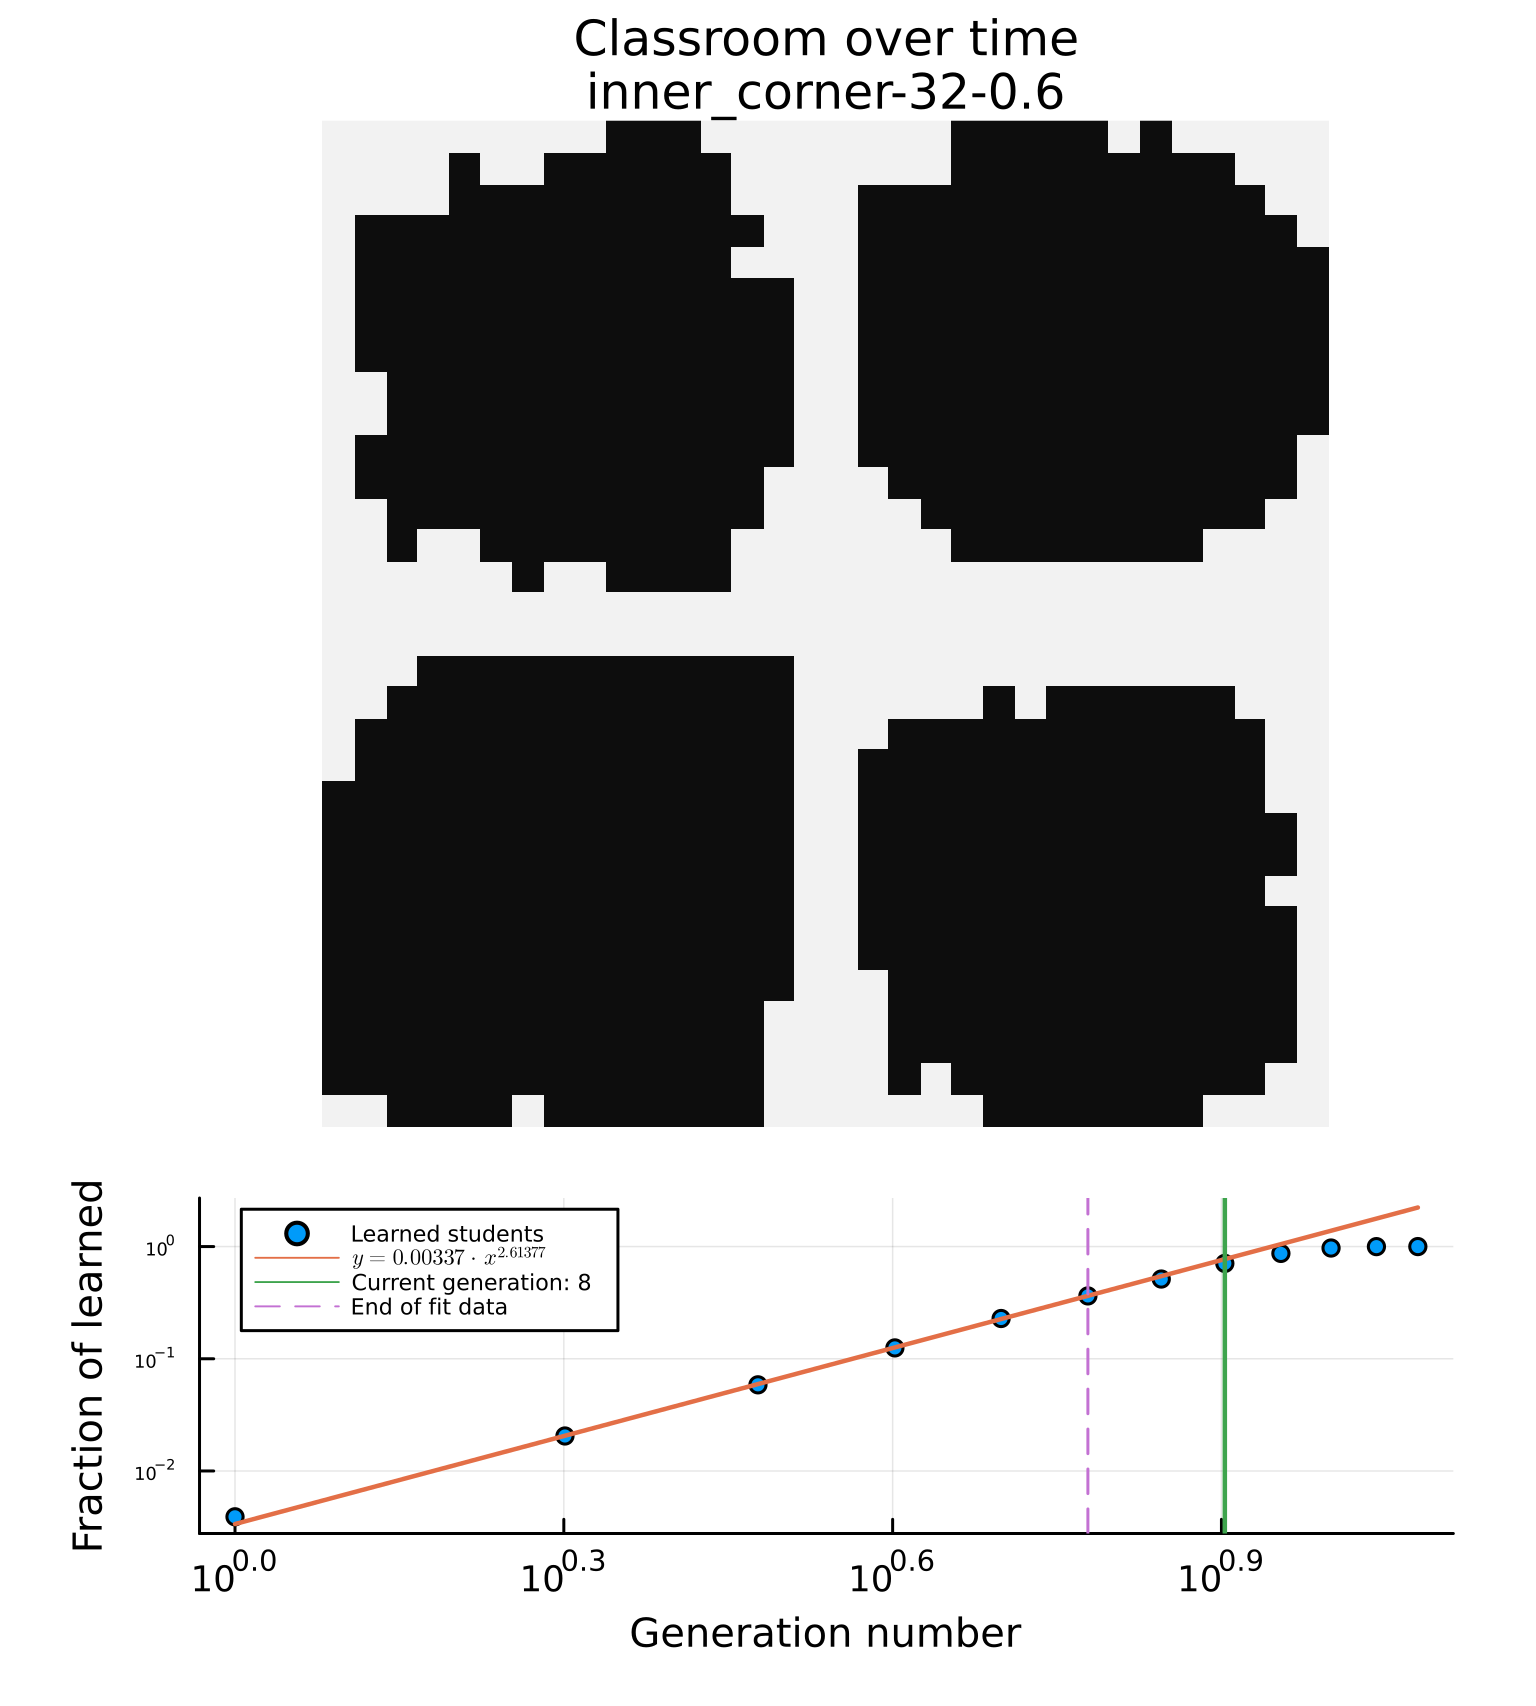 Classroom over time
inner_corner-32-0.6
Fraction of learned
10^0
10^-1
10^-2
Learned students
y = 0.00337 · x^2.61377
Current generation: 8
End of fit data
10^0.0 10^0.3 10^0.6 10^0.9
Generation number